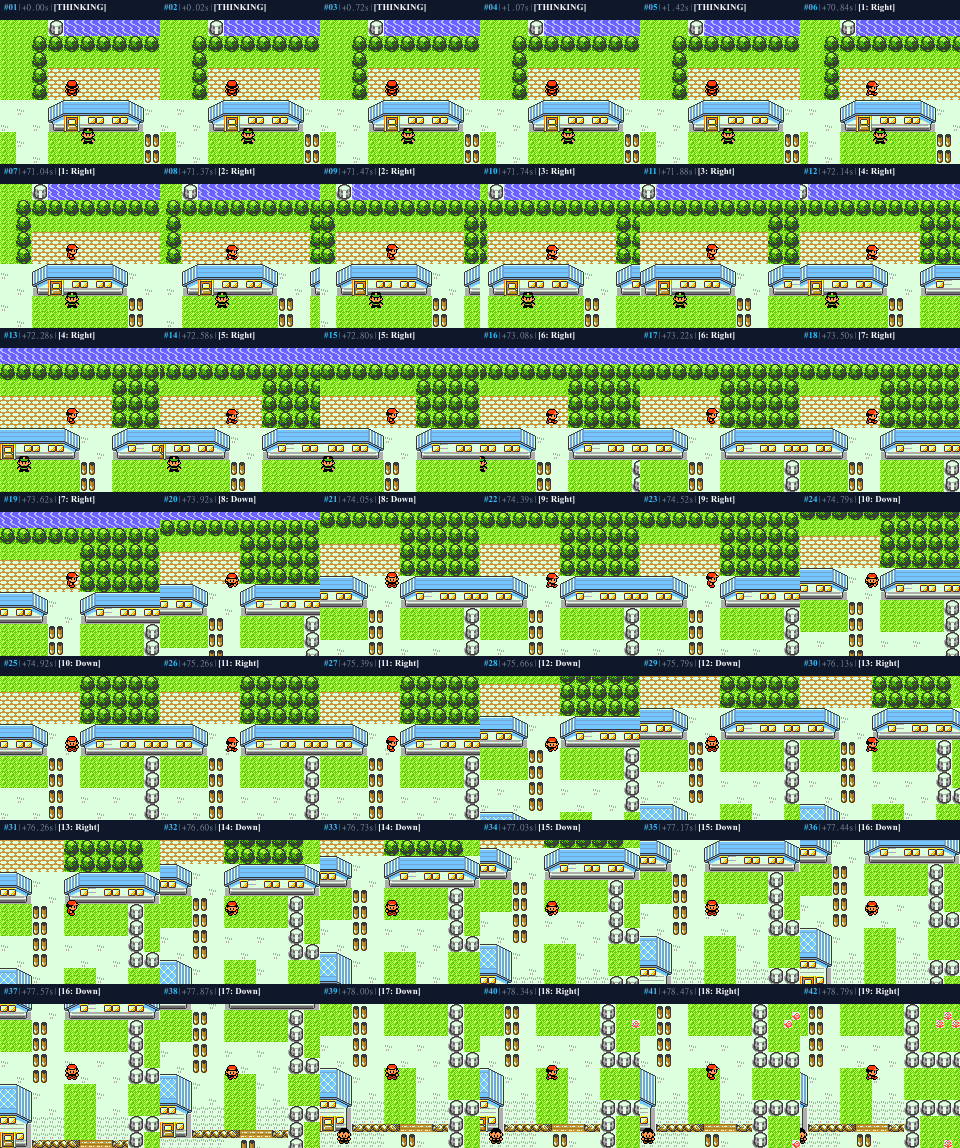 #01 | +0.00s | [THINKING] #02 | +0.02s | [THINKING] #03 | +0.72s | [THINKING] #04 | +1.07s | [THINKING] #05 | +1.42s | [THINKING] #06 | +70.84s | [1: Right]
#07 | +71.04s | [1: Right] #08 | +71.37s | [2: Right] #09 | +71.47s | [2: Right] #10 | +71.74s | [3: Right] #11 | +71.88s | [3: Right] #12 | +72.14s | [4: Right]
#13 | +72.28s | [4: Right] #14 | +72.58s | [5: Right] #15 | +72.80s | [5: Right] #16 | +73.08s | [6: Right] #17 | +73.22s | [6: Right] #18 | +73.50s | [7: Right]
#19 | +73.62s | [7: Right] #20 | +73.92s | [8: Down] #21 | +74.05s | [8: Down] #22 | +74.39s | [9: Right] #23 | +74.52s | [9: Right] #24 | +74.79s | [10: Down]
#25 | +74.92s | [10: Down] #26 | +75.26s | [11: Right] #27 | +75.39s | [11: Right] #28 | +75.66s | [12: Down] #29 | +75.79s | [12: Down] #30 | +76.13s | [13: Right]
#31 | +76.26s | [13: Right] #32 | +76.60s | [14: Down] #33 | +76.73s | [14: Down] #34 | +77.03s | [15: Down] #35 | +77.17s | [15: Down] #36 | +77.44s | [16: Down]
#37 | +77.57s | [16: Down] #38 | +77.87s | [17: Down] #39 | +78.00s | [17: Down] #40 | +78.34s | [18: Right] #41 | +78.47s | [18: Right] #42 | +78.79s | [19: Right]